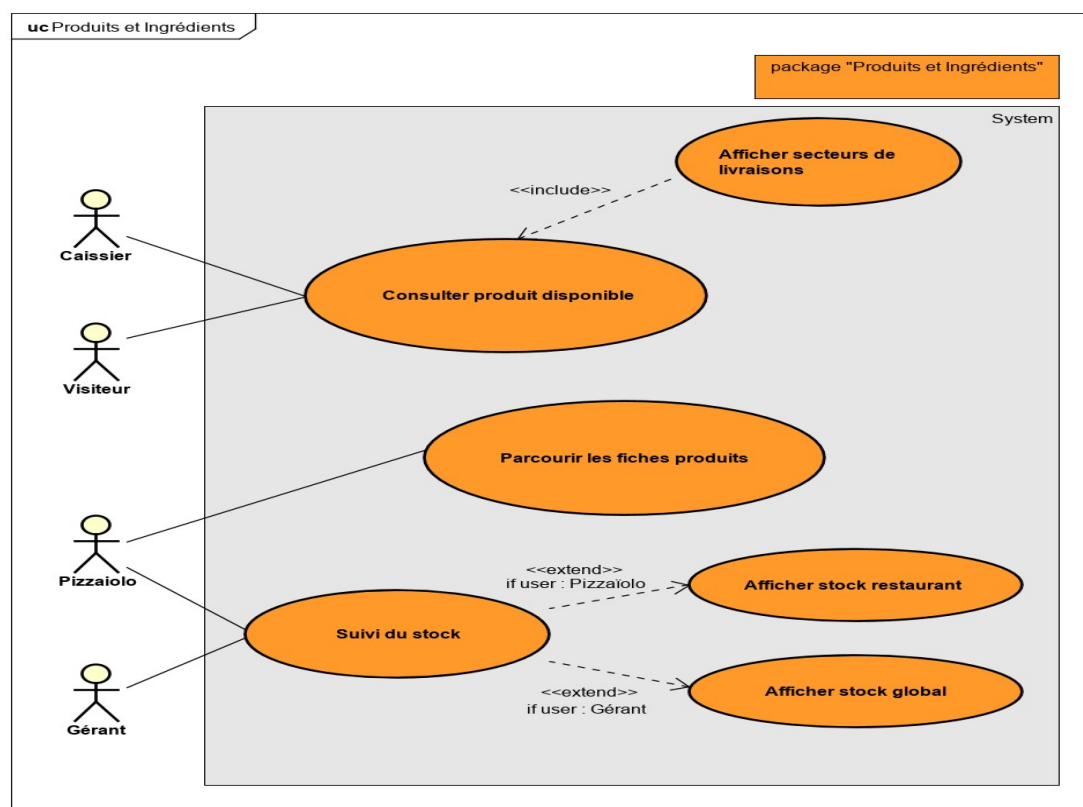 uc Produits et Ingrédients
package "Produits et Ingrédients"
System
Afficher secteurs de
livraisons
<<include>>
Caissier
Consulter produit disponible
Visiteur
Parcourir les fiches produits
Pizzaiolo
<<extend>>
if user : Pizzaïolo
Afficher stock restaurant
Suivi du stock
Afficher stock global
<<extend>>
if user : Gérant
Gérant